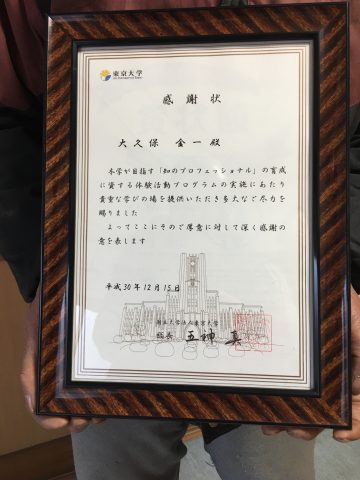 東京大学
THE UNIVERSITY OF TOKYO
感謝状
大久保 金一 殿
本学が目指す「知のプロフェッショナル」の育成
に資する体験活動プログラムの実施にあたり
貴重な学びの場を提供いただき多大なご尽力を
賜りました
よってここにそのご厚意に対して深く感謝の
意を表します
平成30年12月15日
国立大学法人東京大学
総長 五神 真